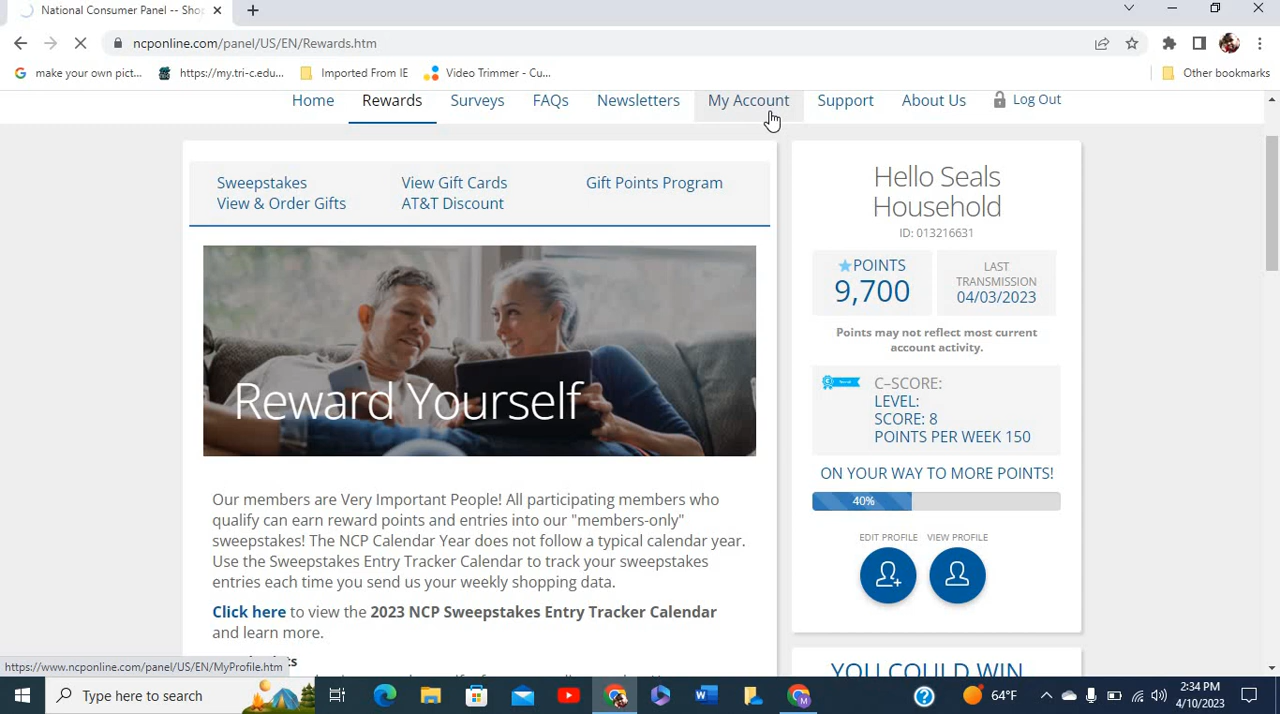 National Consumer Panel -- Shop
ncponline.com/panel/US/EN/Rewards.htm
make your own pict...
https://my.tri-c.edu...
Imported From IE
Video Trimmer - Cu...
Other bookmarks
Home
Rewards
Surveys
FAQs
Newsletters
My Account
Support
About Us
Log Out
Sweepstakes
View Gift Cards
Gift Points Program
View & Order Gifts
AT&T Discount
Reward Yourself
Our members are Very Important People! All participating members who
qualify can earn reward points and entries into our "members-only"
sweepstakes! The NCP Calendar Year does not follow a typical calendar year.
Use the Sweepstakes Entry Tracker Calendar to track your sweepstakes
entries each time you send us your weekly shopping data.
Click here to view the 2023 NCP Sweepstakes Entry Tracker Calendar
and learn more.
Hello Seals
Household
ID: 013216631
POINTS
9,700
LAST
TRANSMISSION
04/03/2023
Points may not reflect most current
account activity.
C–SCORE:
LEVEL:
SCORE: 8
POINTS PER WEEK 150
ON YOUR WAY TO MORE POINTS!
40%
EDIT PROFILE
VIEW PROFILE
YOU COULD WIN
https://www.ncponline.com/panel/US/EN/MyProfile.htm
Type here to search
64°F
2:34 PM
4/10/2023